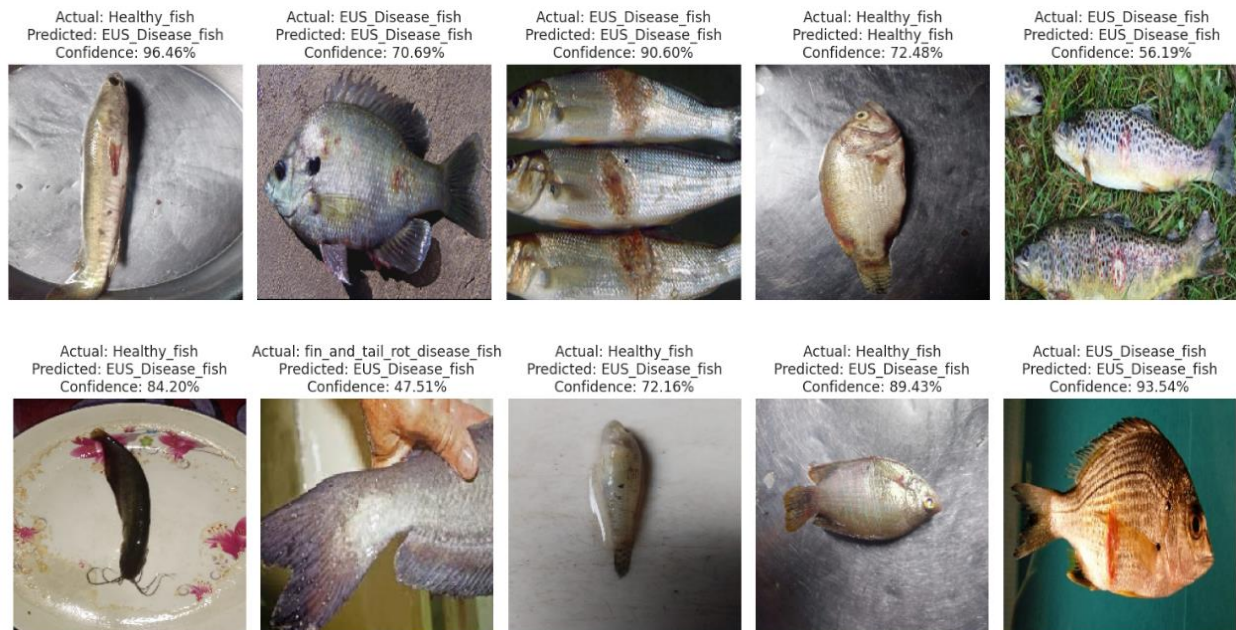 Actual: Healthy_fish
Predicted: EUS_Disease_fish
Confidence: 96.46%
Actual: EUS_Disease_fish
Predicted: EUS_Disease_fish
Confidence: 70.69%
Actual: EUS_Disease_fish
Predicted: EUS_Disease_fish
Confidence: 90.60%
Actual: Healthy_fish
Predicted: Healthy_fish
Confidence: 72.48%
Actual: EUS_Disease_fish
Predicted: EUS_Disease_fish
Confidence: 56.19%
Actual: Healthy_fish
Predicted: EUS_Disease_fish
Confidence: 84.20%
Actual: fin_and_tail_rot_disease_fish
Predicted: EUS_Disease_fish
Confidence: 47.51%
Actual: Healthy_fish
Predicted: EUS_Disease_fish
Confidence: 72.16%
Actual: Healthy_fish
Predicted: EUS_Disease_fish
Confidence: 89.43%
Actual: EUS_Disease_fish
Predicted: EUS_Disease_fish
Confidence: 93.54%